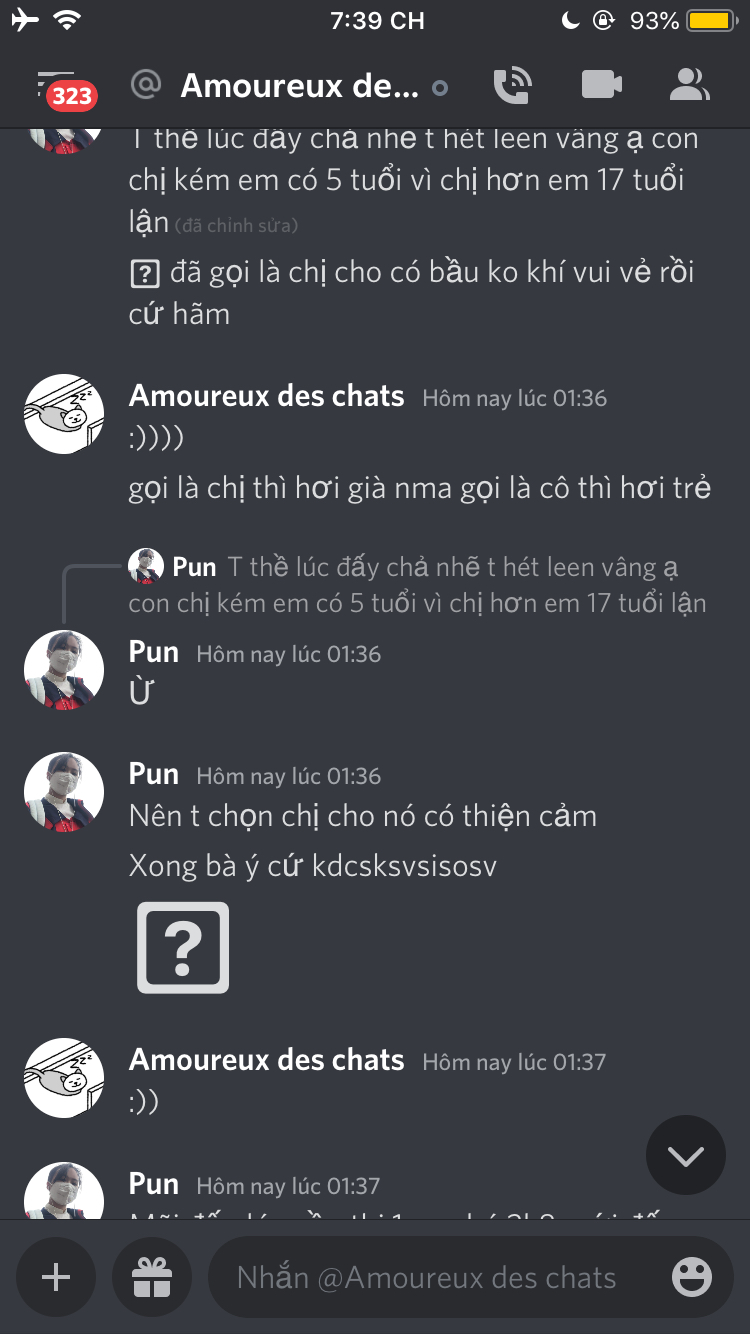 7:39 CH
93%
323
@ Amoureux de...
T thề lúc đấy chả nhẽ t hét leen vâng ạ con
chị kém em có 5 tuổi vì chị hơn em 17 tuổi
lận (đã chỉnh sửa)
? đã gọi là chị cho có bầu ko khí vui vẻ rồi
cứ hãm
Amoureux des chats Hôm nay lúc 01:36
:))))
gọi là chị thì hơi già nma gọi là cô thì hơi trẻ
Pun T thề lúc đấy chả nhẽ t hét leen vâng ạ
con chị kém em có 5 tuổi vì chị hơn em 17 tuổi lận
Pun Hôm nay lúc 01:36
Ừ
Pun Hôm nay lúc 01:36
Nên t chọn chị cho nó có thiện cảm
Xong bà ý cứ kdcsksvsisosv
?
Amoureux des chats Hôm nay lúc 01:37
:))
Pun Hôm nay lúc 01:37
Nhắn @Amoureux des chats